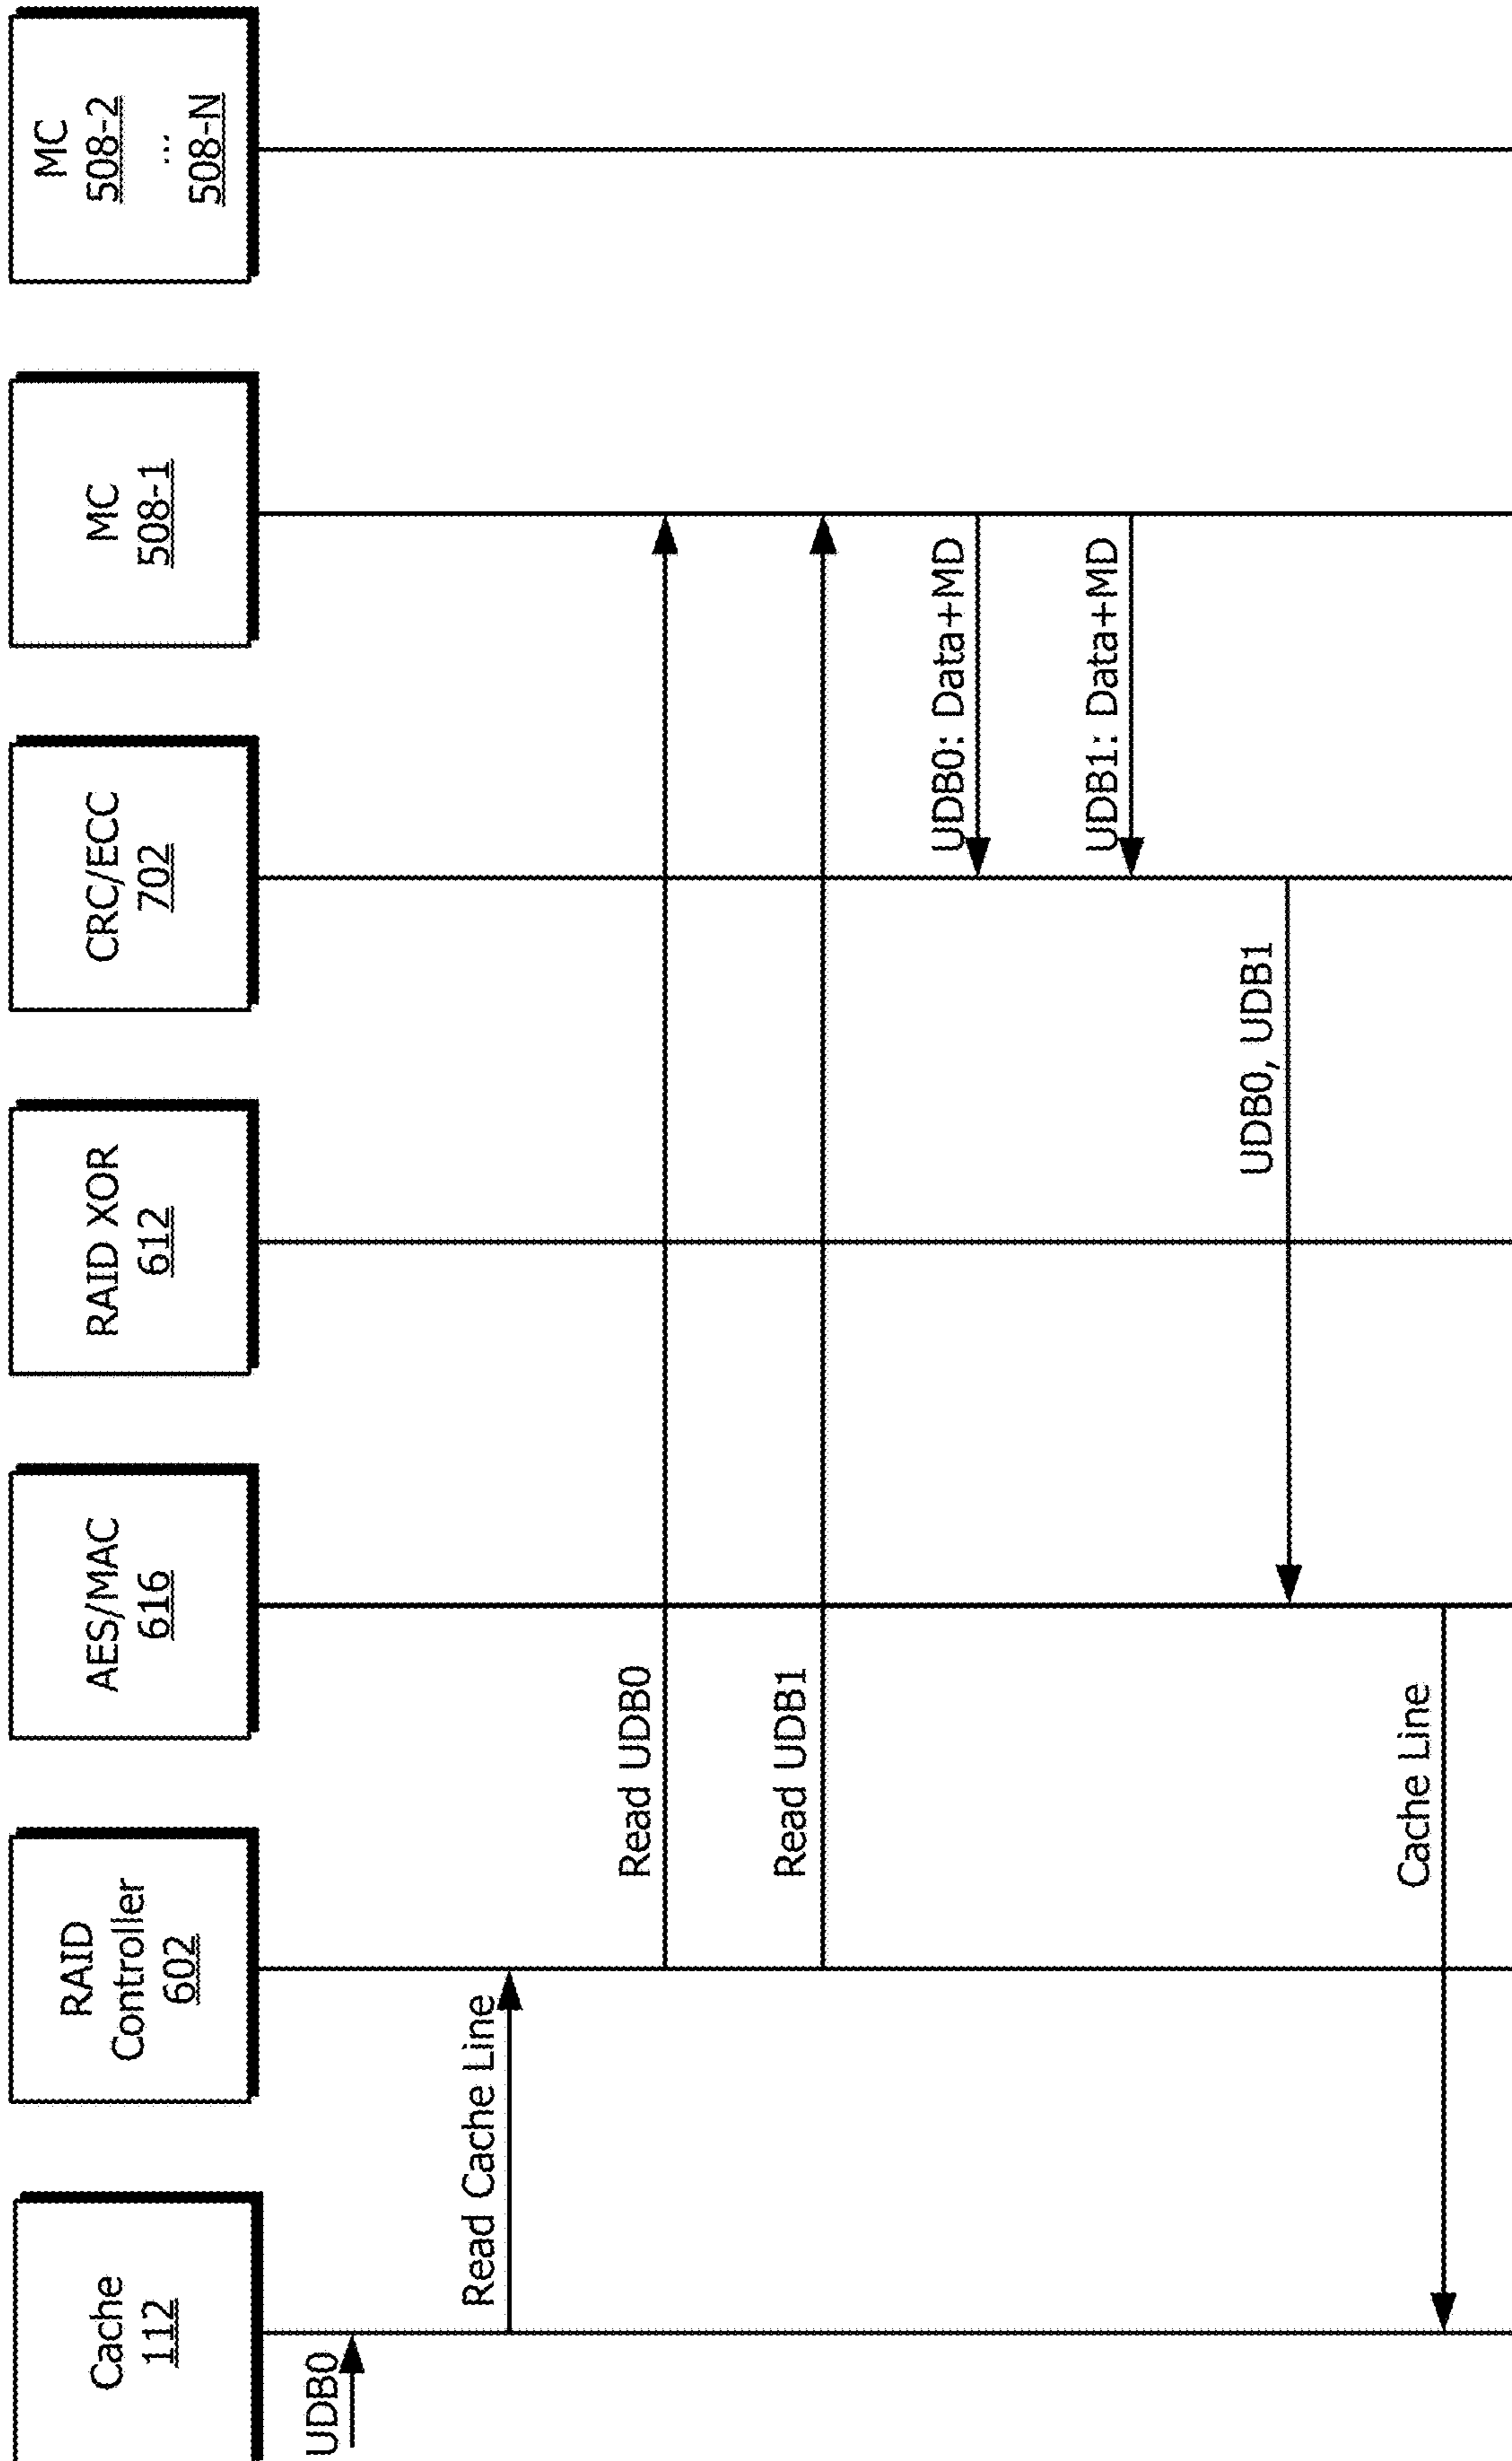 Cache
112
RAID
Controller
602
AES/MAC
616
RAID XOR
612
CRC/ECC
702
MC
508-1
MC
508-2
...
508-N
UDB0
Read Cache Line
Read UDB0
Read UDB1
UDB0: Data+MD
UDB1: Data+MD
UDB0, UDB1
Cache Line